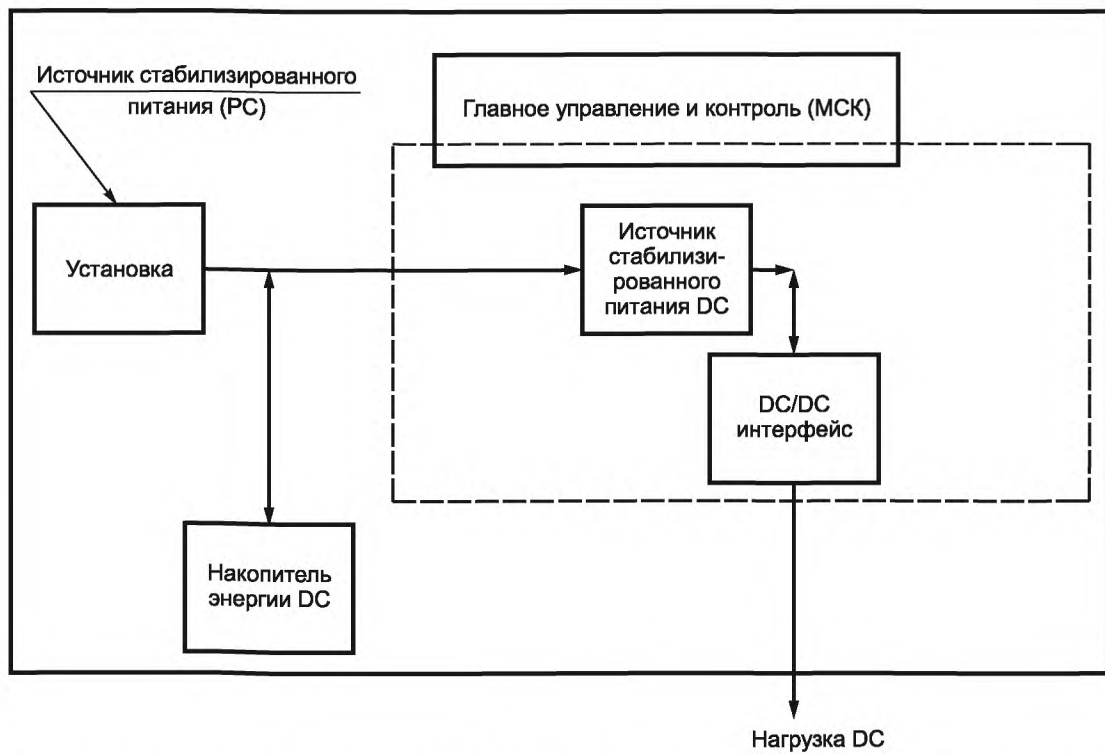 Источник стабилизированного
питания (РС)
Главное управление и контроль (МСК)
Установка
Источник
стабилизи-
рованного
питания DC
DC/DC
интерфейс
Накопитель
энергии DC
Нагрузка DC